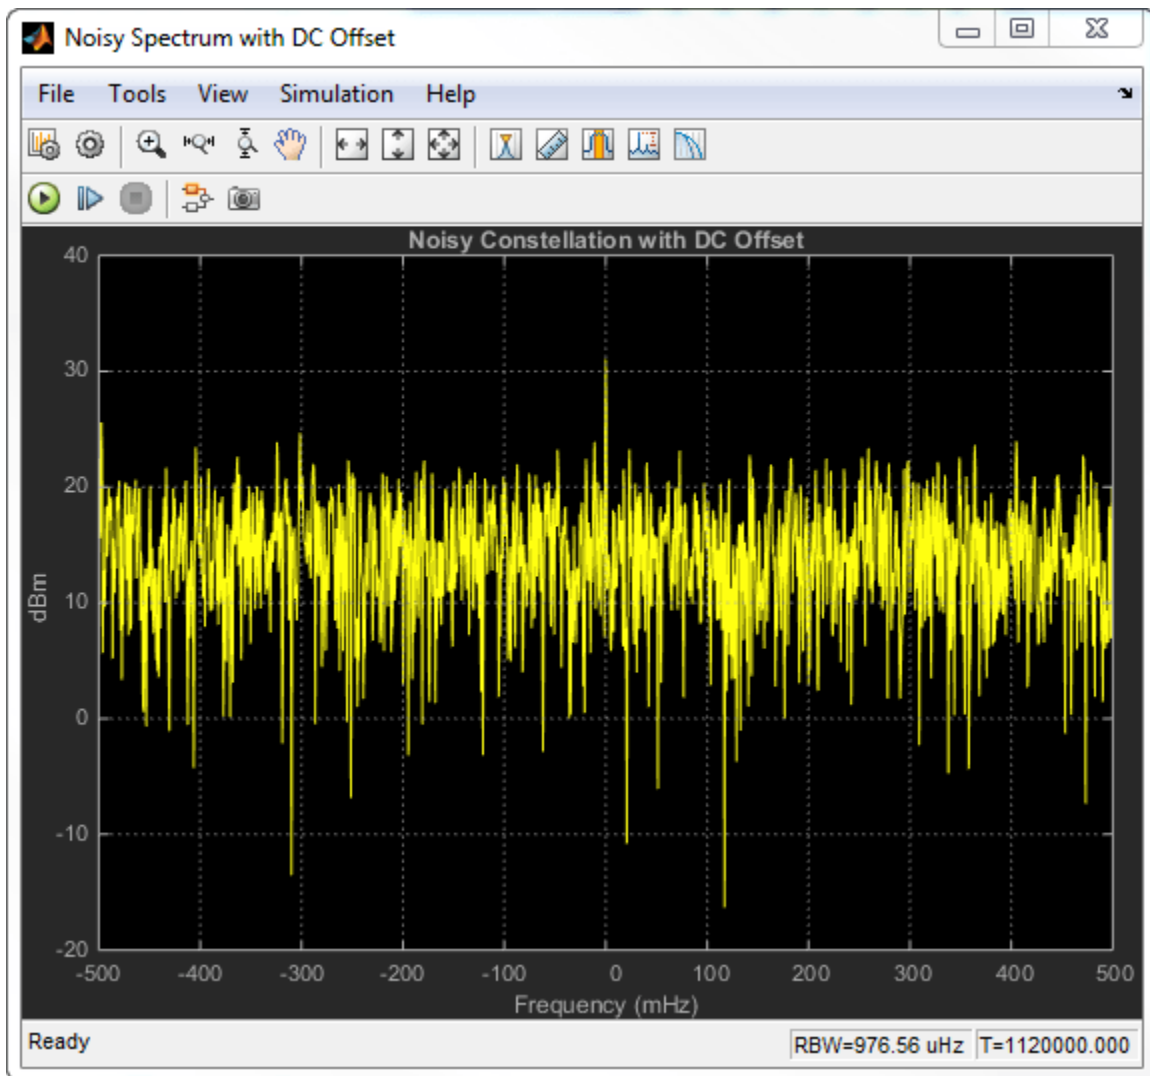 Noisy Spectrum with DC Offset
File Tools View Simulation Help
Noisy Constellation with DC Offset
40
30
20
10
0
-10
-20
dBm
-500 -400 -300 -200 -100 0 100 200 300 400 500
Frequency (mHz)
Ready RBW=976.56 uHz T=1120000.000